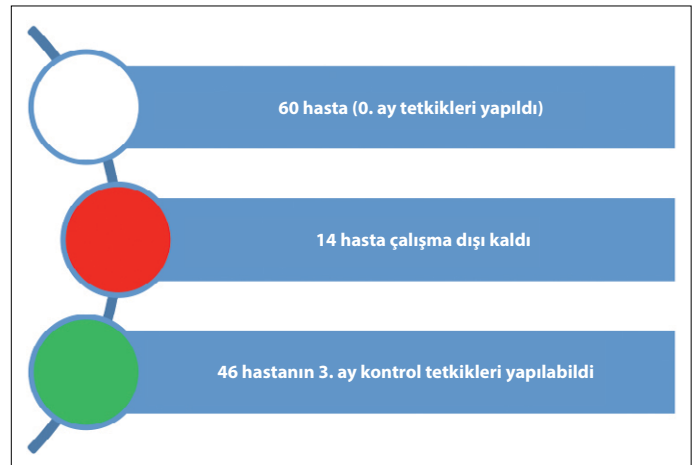 60 hasta (0. ay tetkikleri yapıldı)
14 hasta çalışma dışı kaldı
46 hastanın 3. ay kontrol tetkikleri yapılabildi